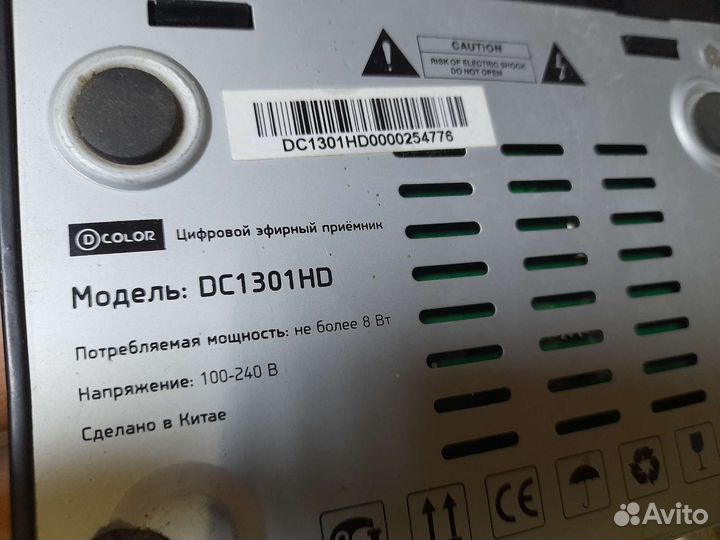 CAUTION
RISK OF ELECTRIC SHOCK
DO NOT OPEN
DC1301HD0000254776
D COLOR
Цифровой эфирный приёмник
Модель: DC1301HD
Потребляемая мощность: не более 8 Вт
Напряжение: 100-240 В
Сделано в Китае
CE
Avito